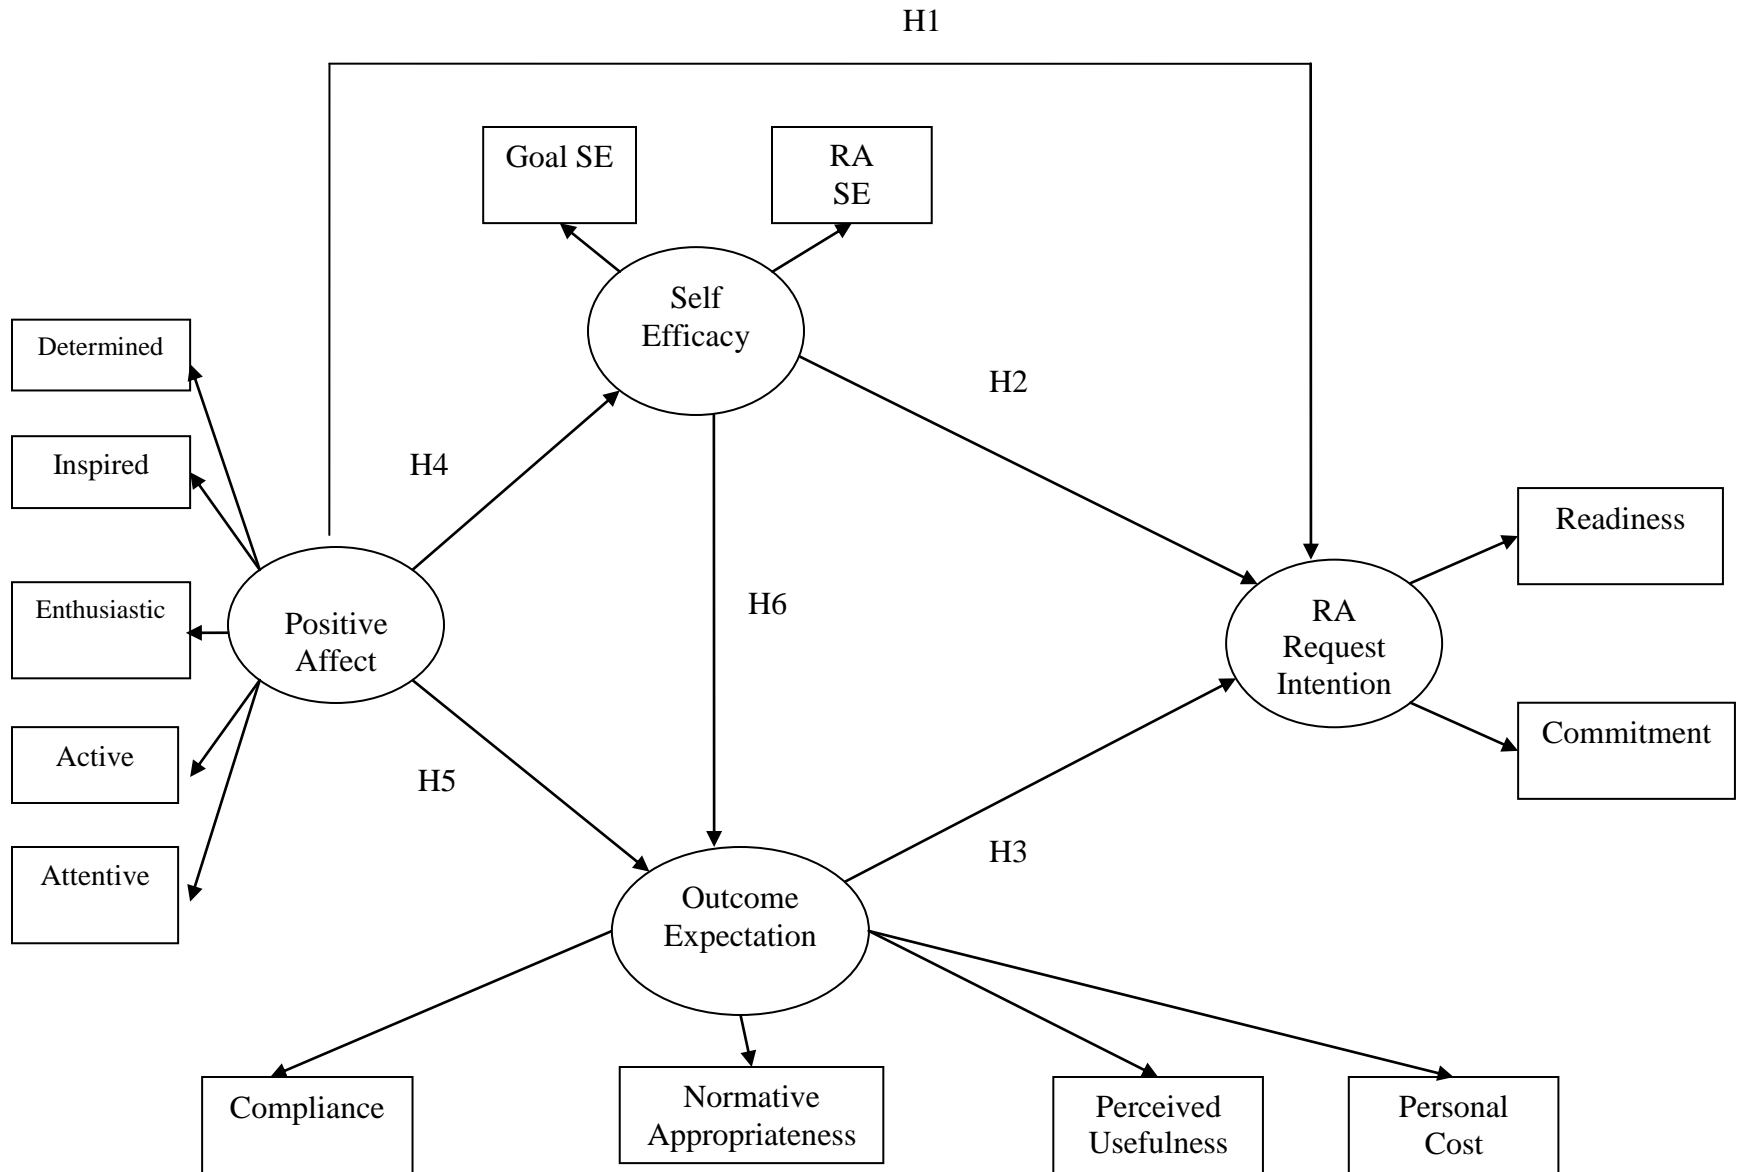 H1
Goal SE
RA
SE
Self
Efficacy
Determined
H2
Inspired
H4
Readiness
Enthusiastic
H6
Positive
Affect
RA
Request
Intention
Active
H5
Commitment
Attentive
H3
Outcome
Expectation
Compliance
Normative
Appropriateness
Perceived
Usefulness
Personal
Cost